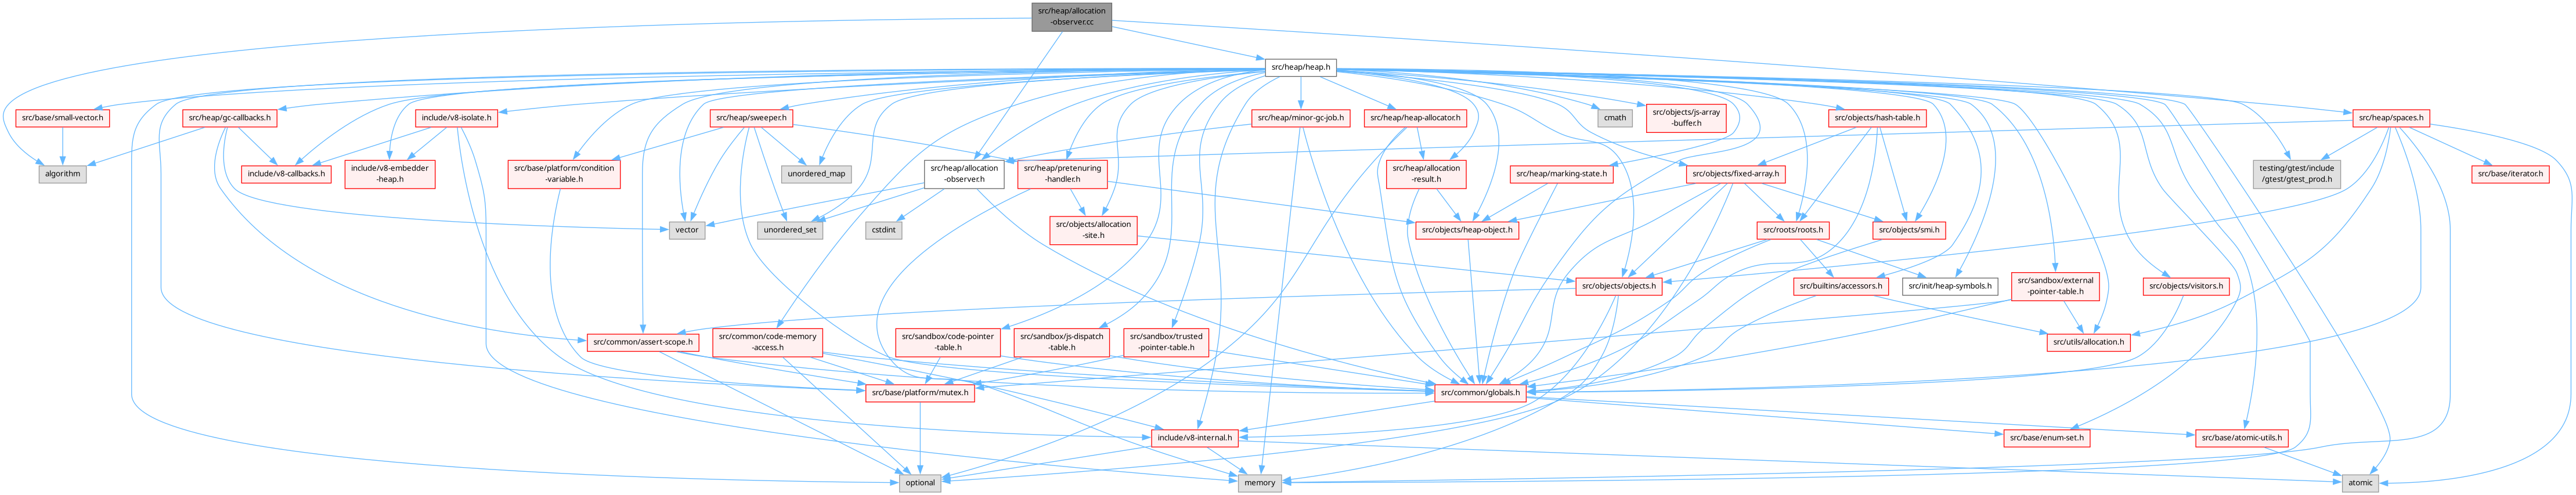 src/heap/allocation
-observer.cc
src/heap/heap.h
src/base/small-vector.h
src/heap/gc-callbacks.h
include/v8-isolate.h
src/heap/sweeper.h
src/heap/minor-gc-job.h
src/heap/heap-allocator.h
cmath
src/objects/js-array
-buffer.h
src/objects/hash-table.h
src/heap/spaces.h
algorithm
include/v8-callbacks.h
include/v8-embedder
-heap.h
src/base/platform/condition
-variable.h
unordered_map
src/heap/allocation
-observer.h
src/heap/pretenuring
-handler.h
src/heap/allocation
-result.h
src/heap/marking-state.h
src/objects/fixed-array.h
testing/gtest/include
/gtest/gtest_prod.h
src/base/iterator.h
vector
unordered_set
cstdint
src/objects/allocation
-site.h
src/objects/heap-object.h
src/roots/roots.h
src/objects/smi.h
src/objects/objects.h
src/builtins/accessors.h
src/init/heap-symbols.h
src/sandbox/external
-pointer-table.h
src/objects/visitors.h
src/common/assert-scope.h
src/common/code-memory
-access.h
src/sandbox/code-pointer
-table.h
src/sandbox/js-dispatch
-table.h
src/sandbox/trusted
-pointer-table.h
src/utils/allocation.h
src/base/platform/mutex.h
src/common/globals.h
include/v8-internal.h
src/base/enum-set.h
src/base/atomic-utils.h
optional
memory
atomic